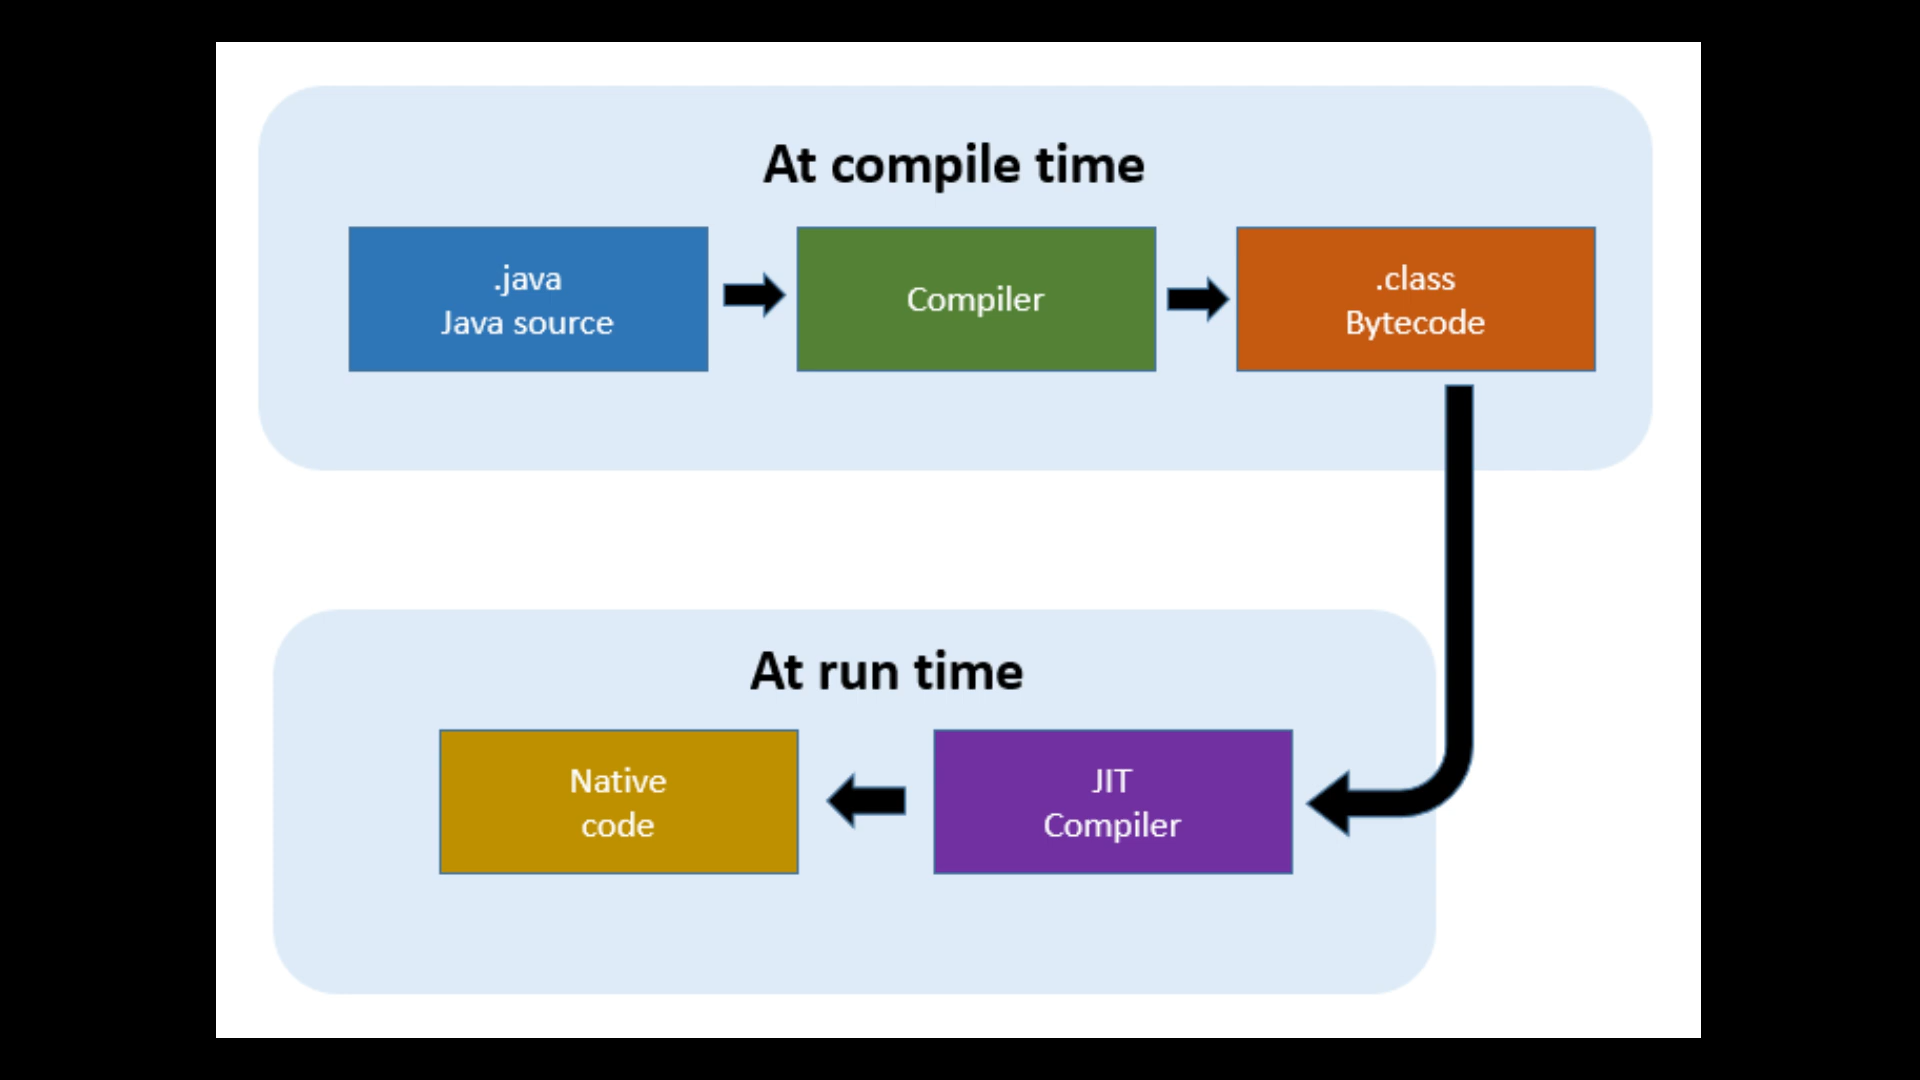 At compile time
.java
Java source
Compiler
.class
Bytecode
At run time
Native
code
JIT
Compiler